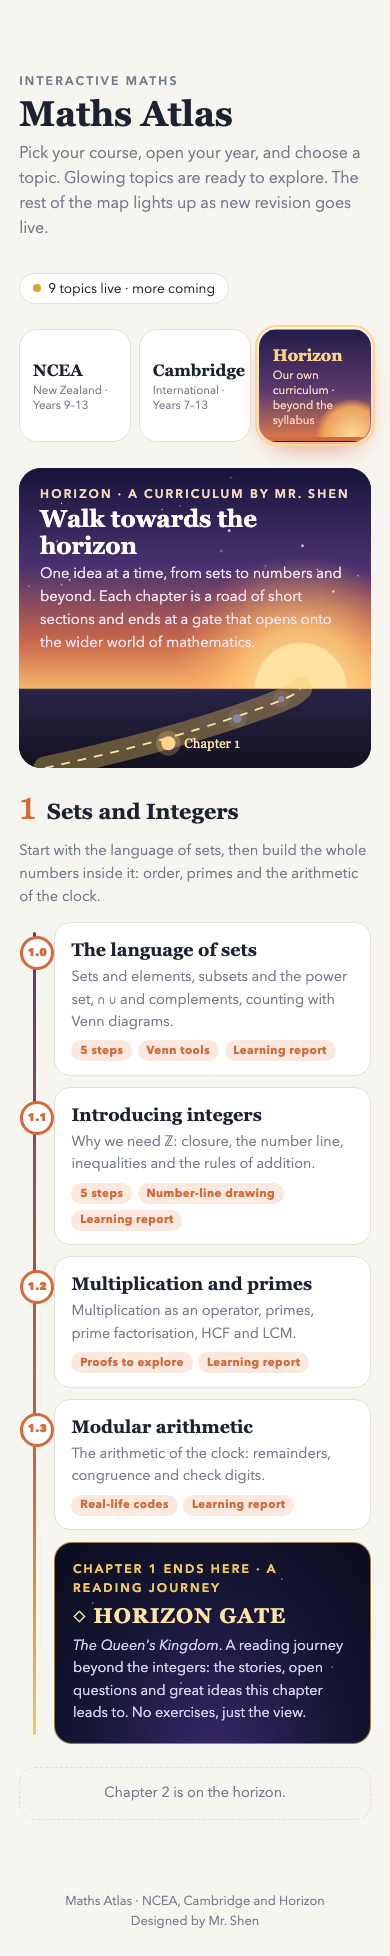 INTERACTIVE MATHS
Maths Atlas
Pick your course, open your year, and choose a
topic. Glowing topics are ready to explore. The
rest of the map lights up as new revision goes
live.
9 topics live · more coming
NCEA
New Zealand ·
Years 9–13
Cambridge
International ·
Years 7–13
Horizon
Our own
curriculum ·
beyond the
syllabus
HORIZON · A CURRICULUM BY MR. SHEN
Walk towards the
horizon
One idea at a time, from sets to numbers and
beyond. Each chapter is a road of short
sections and ends at a gate that opens onto
the wider world of mathematics.
Chapter 1
1 Sets and Integers
Start with the language of sets, then build the whole
numbers inside it: order, primes and the arithmetic
of the clock.
1.0
The language of sets
Sets and elements, subsets and the power
set, ∩ ∪ and complements, counting with
Venn diagrams.
5 steps Venn tools Learning report
1.1
Introducing integers
Why we need ℤ: closure, the number line,
inequalities and the rules of addition.
5 steps Number-line drawing
Learning report
1.2
Multiplication and primes
Multiplication as an operator, primes,
prime factorisation, HCF and LCM.
Proofs to explore Learning report
1.3
Modular arithmetic
The arithmetic of the clock: remainders,
congruence and check digits.
Real-life codes Learning report
CHAPTER 1 ENDS HERE · A
READING JOURNEY
◇ HORIZON GATE
The Queen's Kingdom. A reading journey
beyond the integers: the stories, open
questions and great ideas this chapter
leads to. No exercises, just the view.
Chapter 2 is on the horizon.
Maths Atlas · NCEA, Cambridge and Horizon
Designed by Mr. Shen